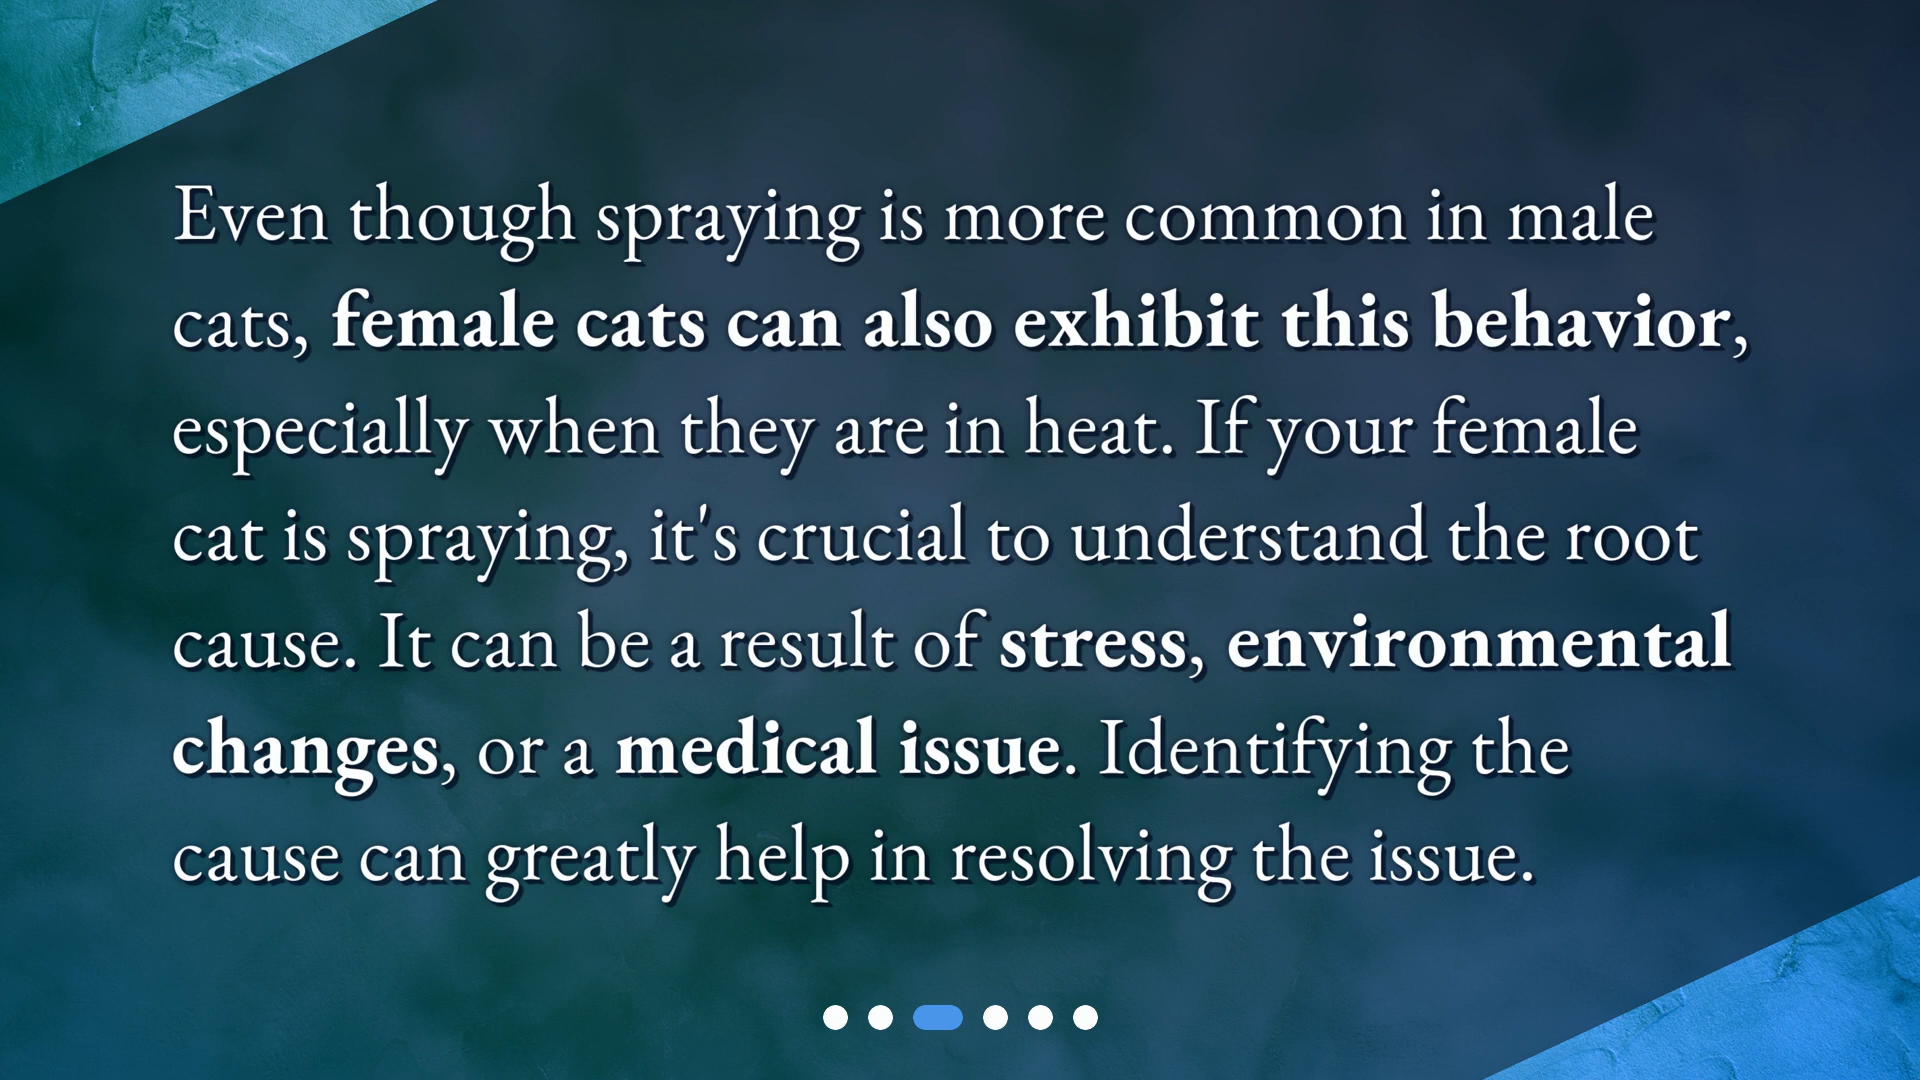 Even though spraying is more common in male
cats, female cats can also exhibit this behavior,
especially when they are in heat. If your female
cat is spraying, it's crucial to understand the root
cause. It can be a result of stress, environmental
changes, or a medical issue. Identifying the
cause can greatly help in resolving the issue.